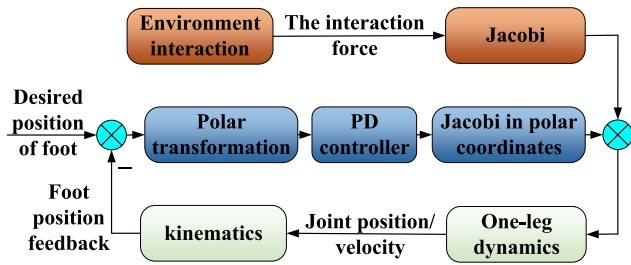 Environment
interaction
The interaction
force
Jacobi
Desired
position
of foot
Polar
transformation
PD
controller
Jacobi in polar
coordinates
−
Foot
position
feedback
kinematics
Joint position/
velocity
One-leg
dynamics